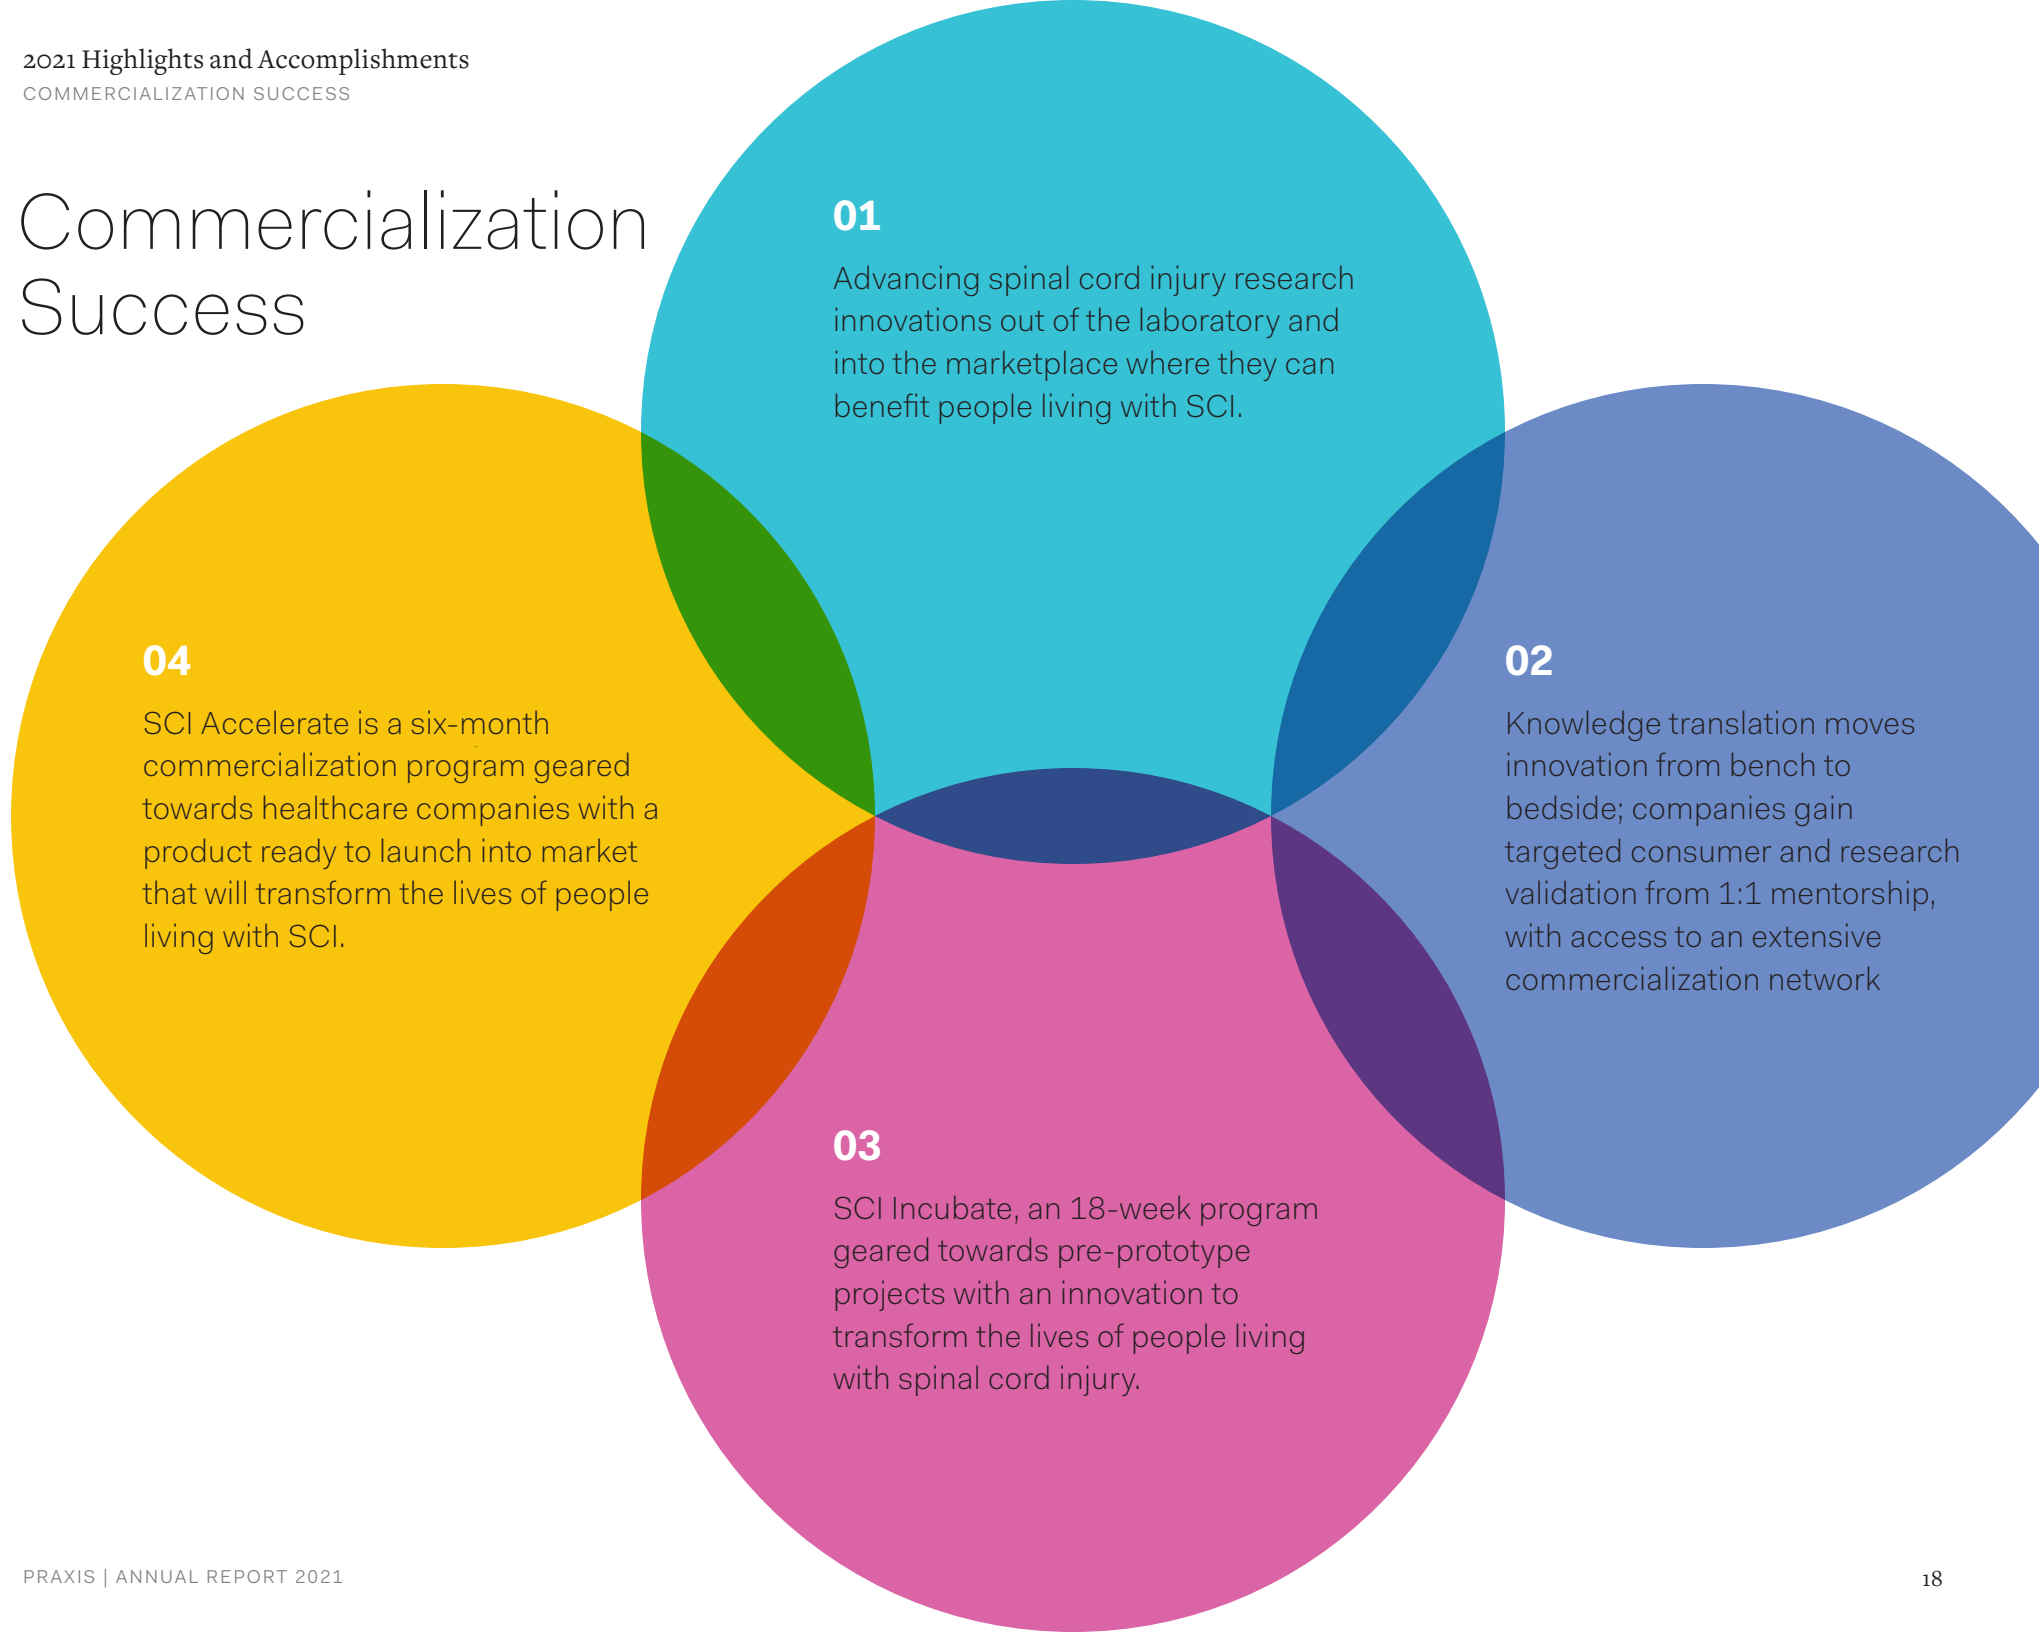 2021 Highlights and Accomplishments
COMMERCIALIZATION SUCCESS
Commercialization
Success
01
Advancing spinal cord injury research
innovations out of the laboratory and
into the marketplace where they can
benefit people living with SCI.
02
Knowledge translation moves
innovation from bench to
bedside; companies gain
targeted consumer and research
validation from 1:1 mentorship,
with access to an extensive
commercialization network
03
SCI Incubate, an 18-week program
geared towards pre-prototype
projects with an innovation to
transform the lives of people living
with spinal cord injury.
04
SCI Accelerate is a six-month
commercialization program geared
towards healthcare companies with a
product ready to launch into market
that will transform the lives of people
living with SCI.
PRAXIS | ANNUAL REPORT 2021
18